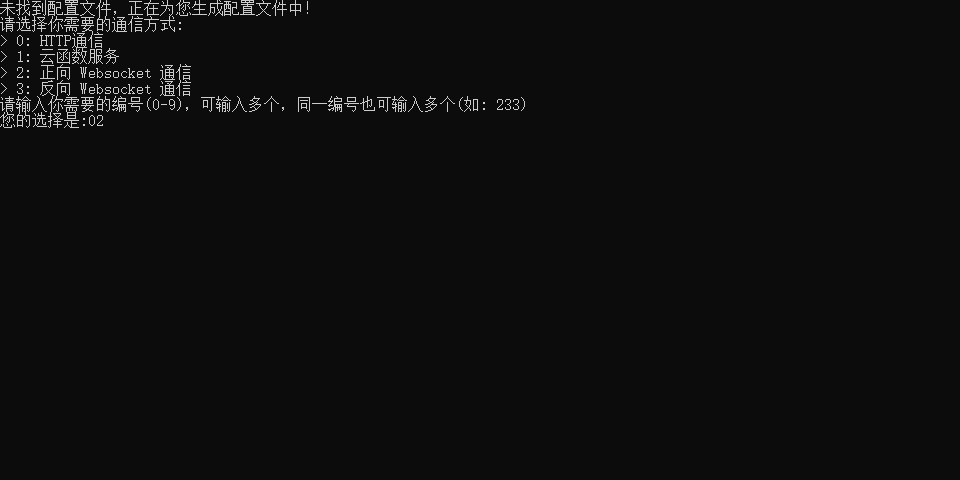 未找到配置文件，正在为您生成配置文件中!
请选择你需要的通信方式:
> 0: HTTP通信
> 1: 云函数服务
> 2: 正向 Websocket 通信
> 3: 反向 Websocket 通信
请输入你需要的编号(0-9)，可输入多个，同一编号也可输入多个(如: 233)
您的选择是:02